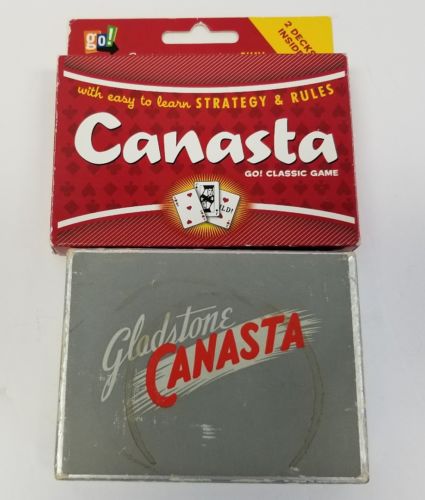 go!
2 DECKS
INSIDE!
with easy to learn STRATEGY & RULES
Canasta
GO! CLASSIC GAME
Gladstone
CANASTA